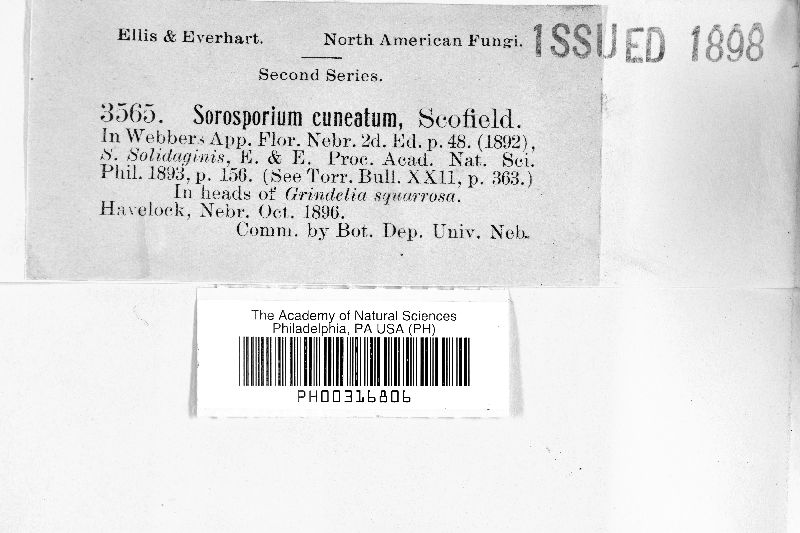 Ellis & Everhart. North American Fungi. ISSUED 1898
Second Series.
3565. Sorosporium cuneatum, Scofield.
In Webbers App. Flor. Nebr. 2d. Ed. p. 48. (1892),
S. Solidaginis, E. & E. Proc. Acad. Nat. Sci.
Phil. 1893, p. 156. (See Torr. Bull. XX11, p. 363.)
In heads of Grindelia squarrosa.
Havelock, Nebr. Oct. 1896.
Comm. by Bot. Dep. Univ. Neb.
The Academy of Natural Sciences
Philadelphia, PA USA (PH)
PH00316806